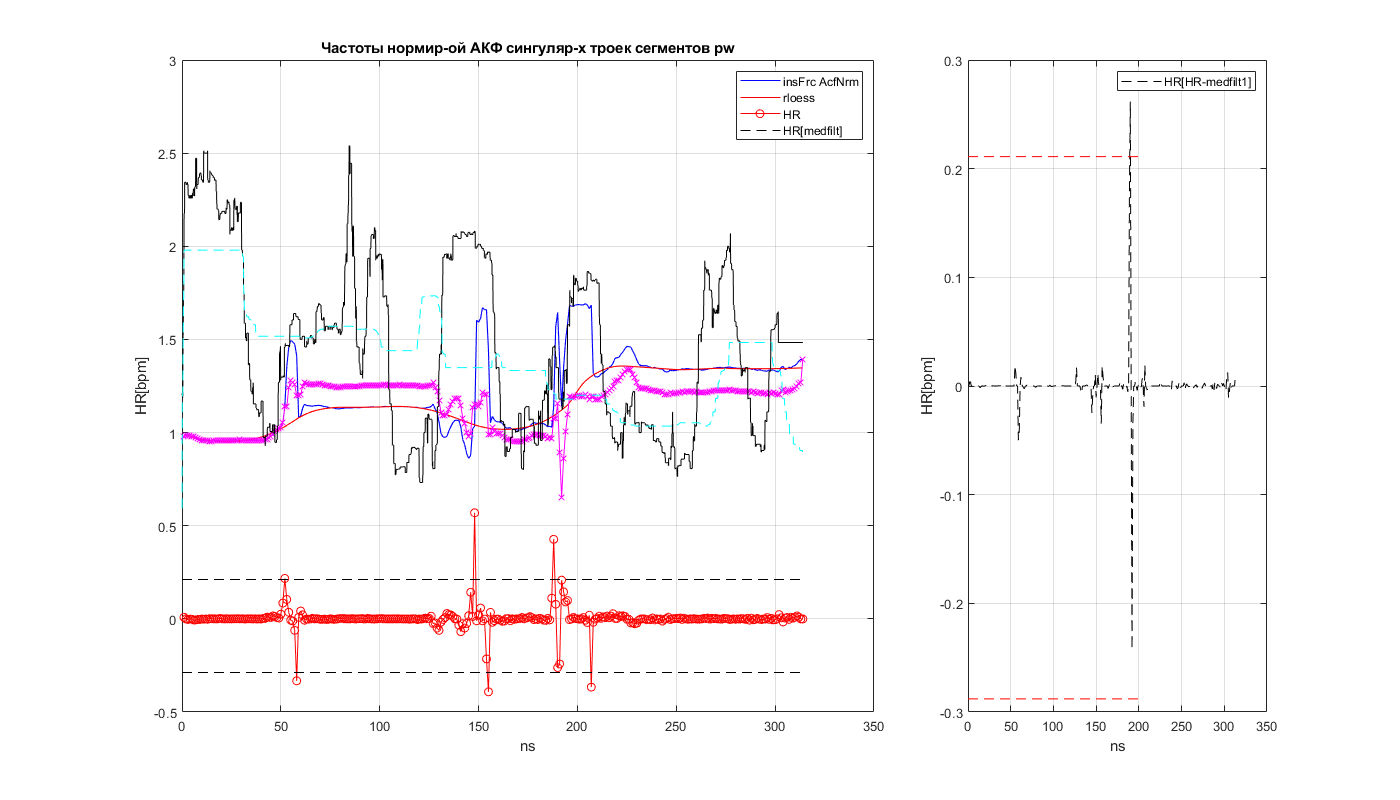 Частоты нормир-ой АКФ сингуляр-х троек сегментов pw
3
2.5
2
1.5
1
0.5
0
-0.5
HR[bpm]
0 50 100 150 200 250 300 350
ns
insFrc AcfNrm
rloess
HR
HR[medfilt]
0.3
0.2
0.1
0
-0.1
-0.2
-0.3
HR[bpm]
0 50 100 150 200 250 300 350
ns
HR[HR-medfilt1]